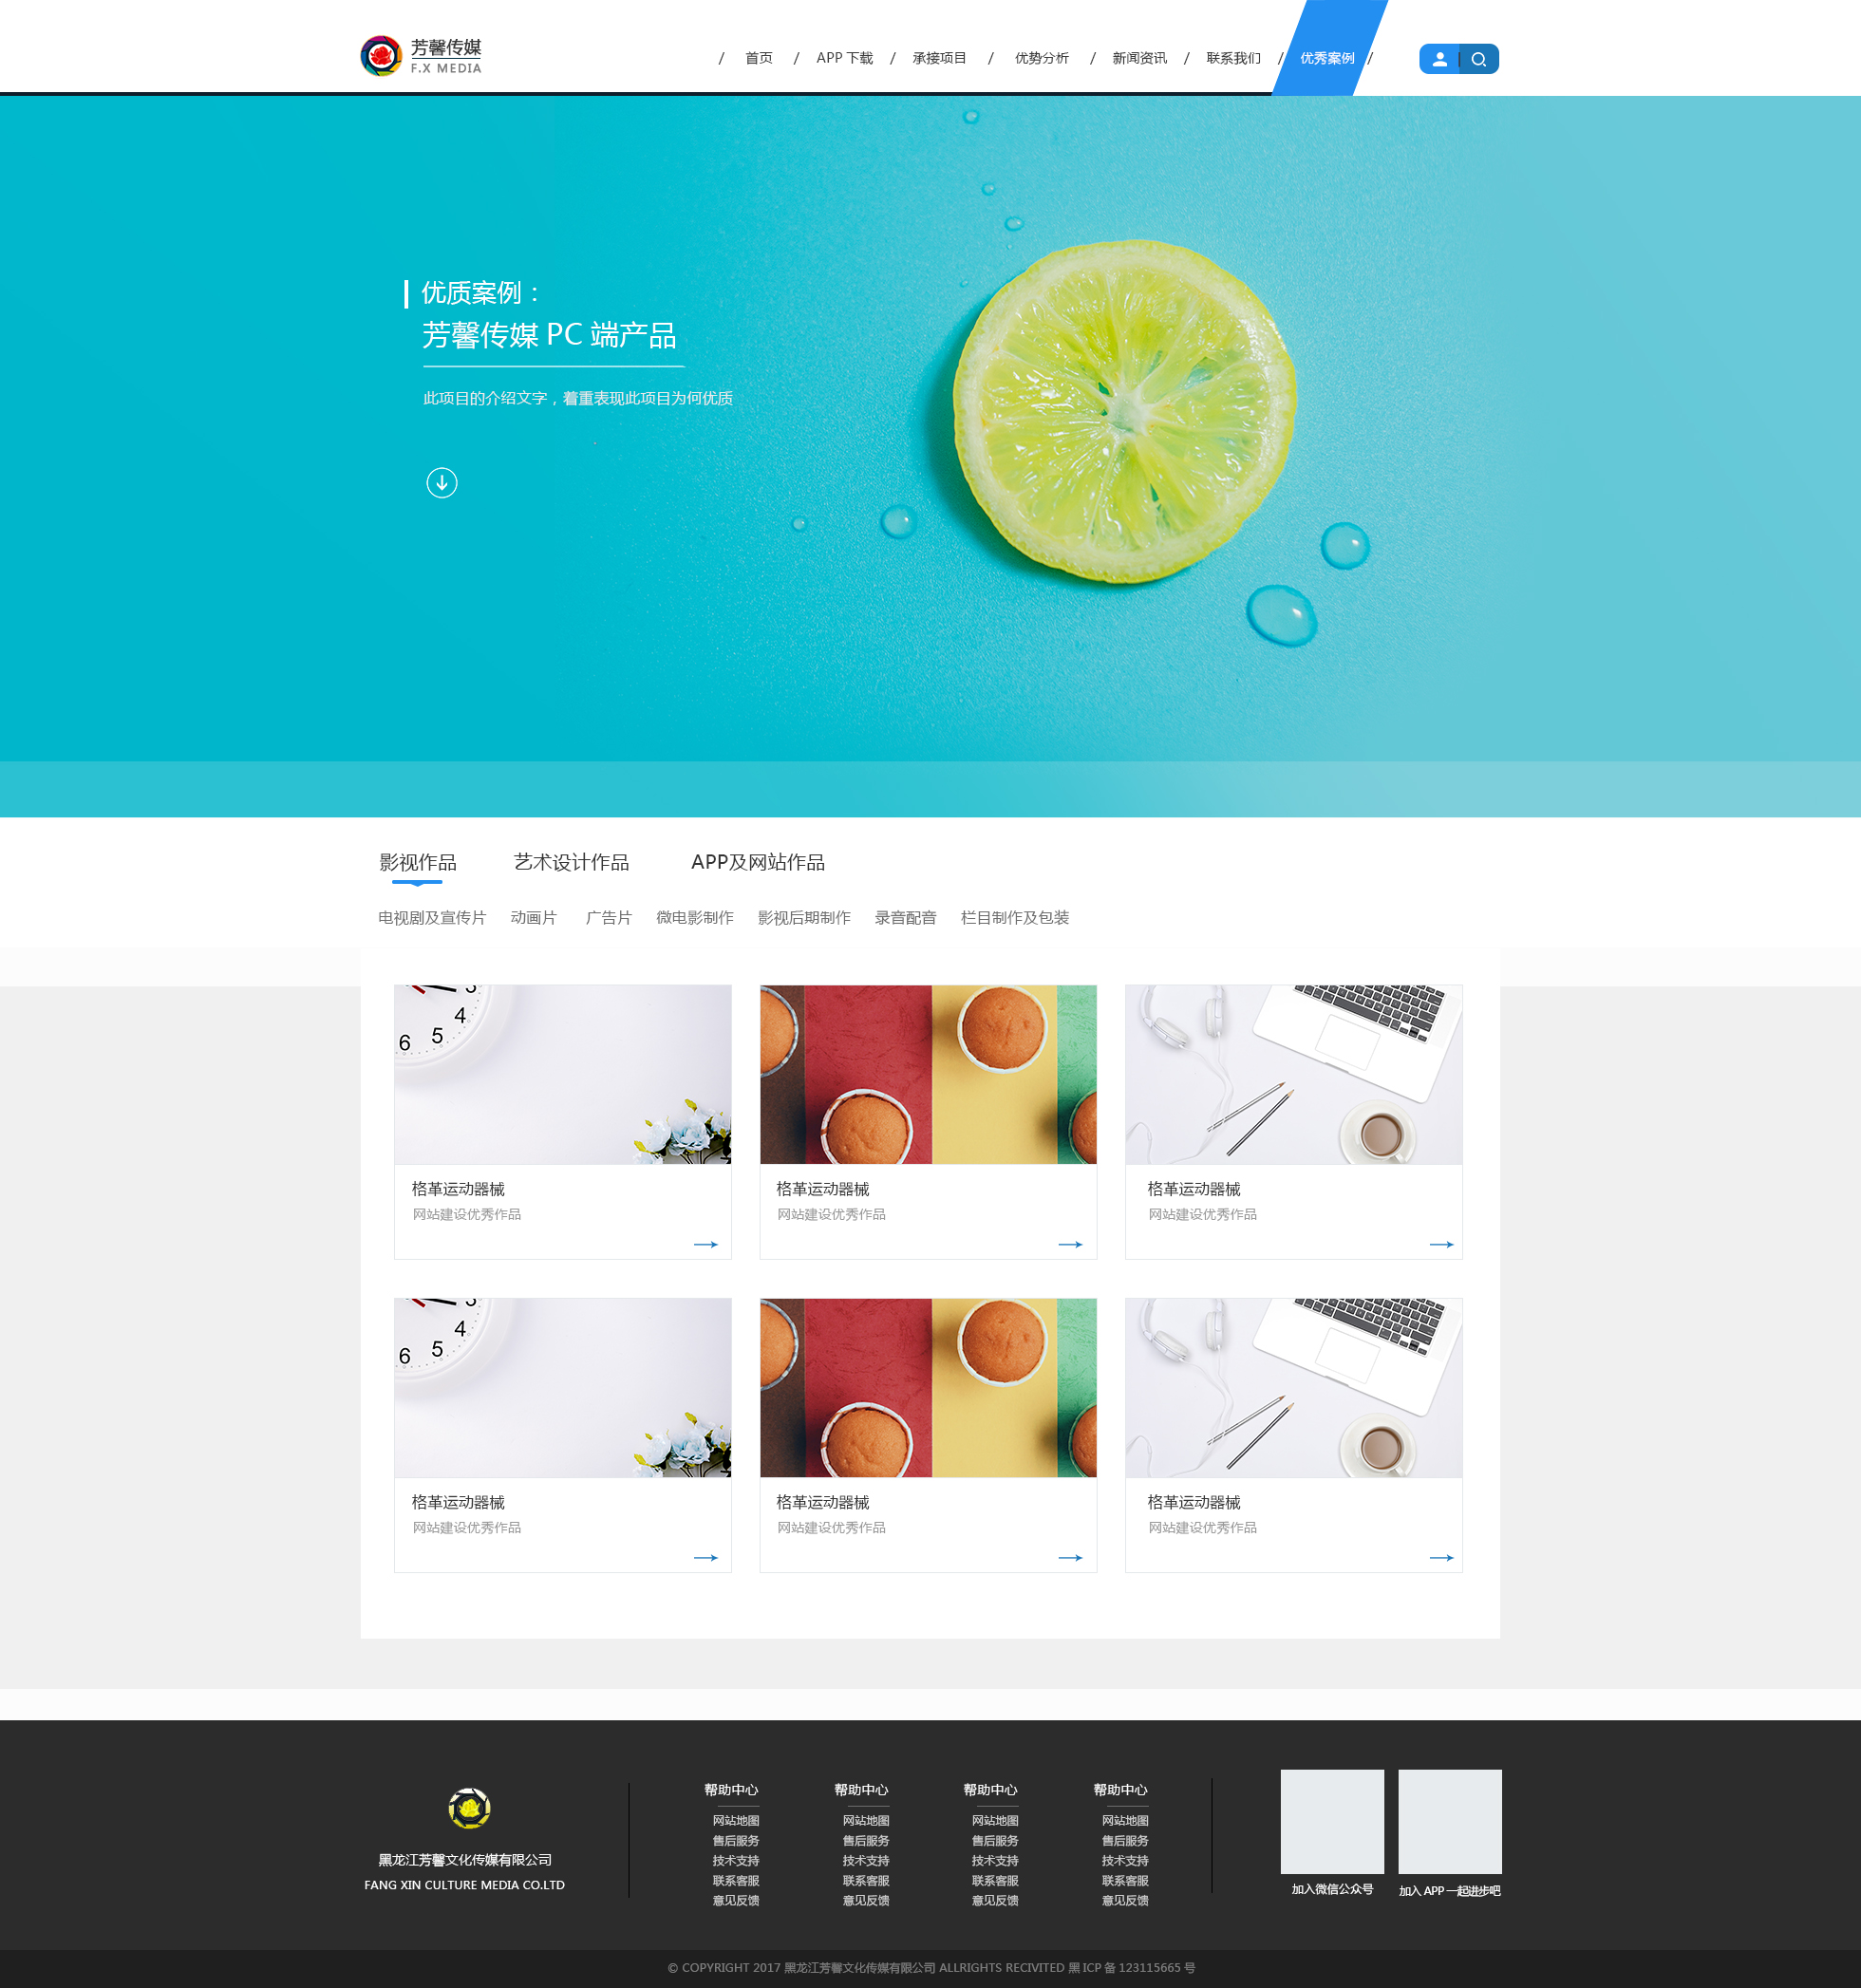 芳馨传媒
F.X MEDIA
/ 首页 / APP 下载 / 承接项目 / 优势分析 / 新闻资讯 / 联系我们 / 优秀案例 /
优质案例：
芳馨传媒 PC 端产品
此项目的介绍文字，着重表现此项目为何优质
影视作品 艺术设计作品 APP及网站作品
电视剧及宣传片 动画片 广告片 微电影制作 影视后期制作 录音配音 栏目制作及包装
3
4
5
6
格革运动器械
网站建设优秀作品
格革运动器械
网站建设优秀作品
格革运动器械
网站建设优秀作品
3
4
5
6
格革运动器械
网站建设优秀作品
格革运动器械
网站建设优秀作品
格革运动器械
网站建设优秀作品
黑龙江芳馨文化传媒有限公司
FANG XIN CULTURE MEDIA CO.LTD
帮助中心
网站地图
售后服务
技术支持
联系客服
意见反馈
帮助中心
网站地图
售后服务
技术支持
联系客服
意见反馈
帮助中心
网站地图
售后服务
技术支持
联系客服
意见反馈
帮助中心
网站地图
售后服务
技术支持
联系客服
意见反馈
加入微信公众号
加入 APP 一起进步吧
© COPYRIGHT 2017 黑龙江芳馨文化传媒有限公司 ALLRIGHTS RECIVITED 黑 ICP 备 123115665 号